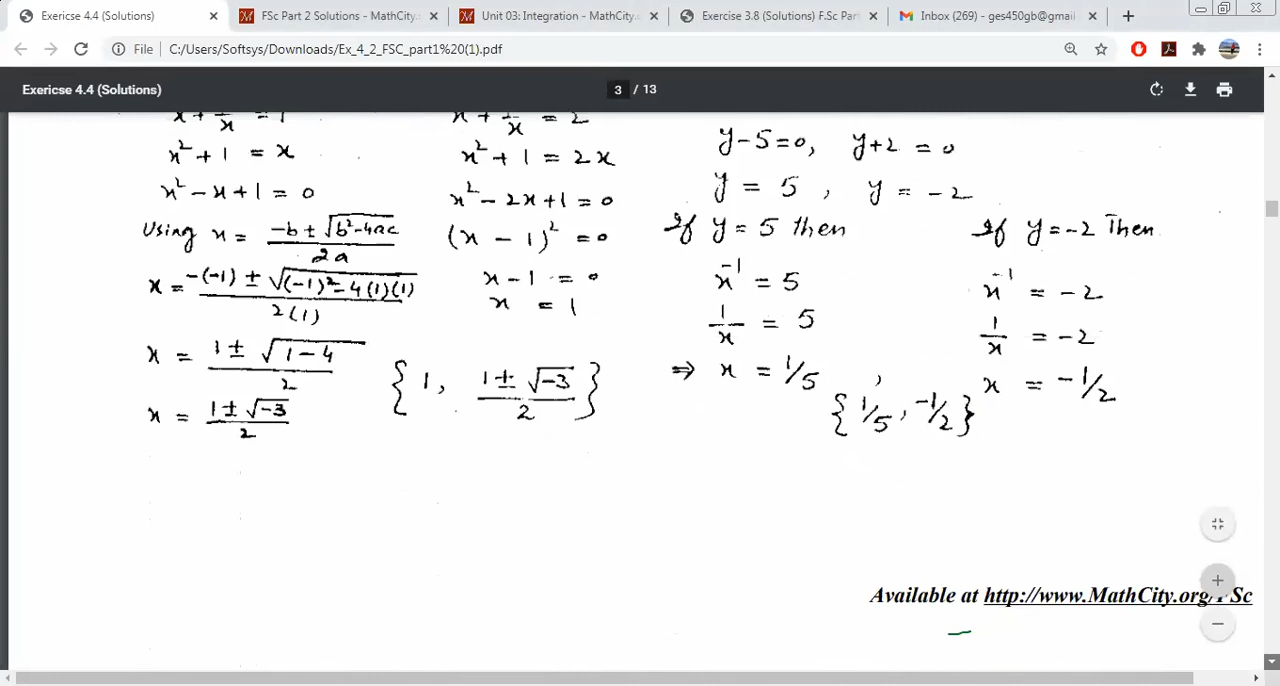 Exericse 4.4 (Solutions)
FSc Part 2 Solutions - MathCity.
Unit 03: Integration - MathCity.
Exercise 3.8 (Solutions) F.Sc Part
Inbox (269) - ges450gb@gmail
File C:/Users/Softsys/Downloads/Ex_4_2_FSC_part1%20(1).pdf
Exericse 4.4 (Solutions)
3 / 13
x + 1/x = 1
x² + 1 = x
x² - x + 1 = 0
Using x = (-b ± √(b² - 4ac))/2a
x = (-(-1) ± √((-1)² - 4(1)(1)))/2(1)
x = (1 ± √(1 - 4))/2
x = (1 ± √-3)/2
x + 1/x = 2
x² + 1 = 2x
x² - 2x + 1 = 0
(x - 1)² = 0
x - 1 = 0
x = 1
{1, (1 ± √-3)/2}
y - 5 = 0, y + 2 = 0
y = 5 , y = -2
If y = 5 then
x⁻¹ = 5
1/x = 5
⇒ x = 1/5 ,
If y = -2 Then
x⁻¹ = -2
1/x = -2
x = -1/2
{1/5, -1/2}
Available at http://www.MathCity.org/FSc